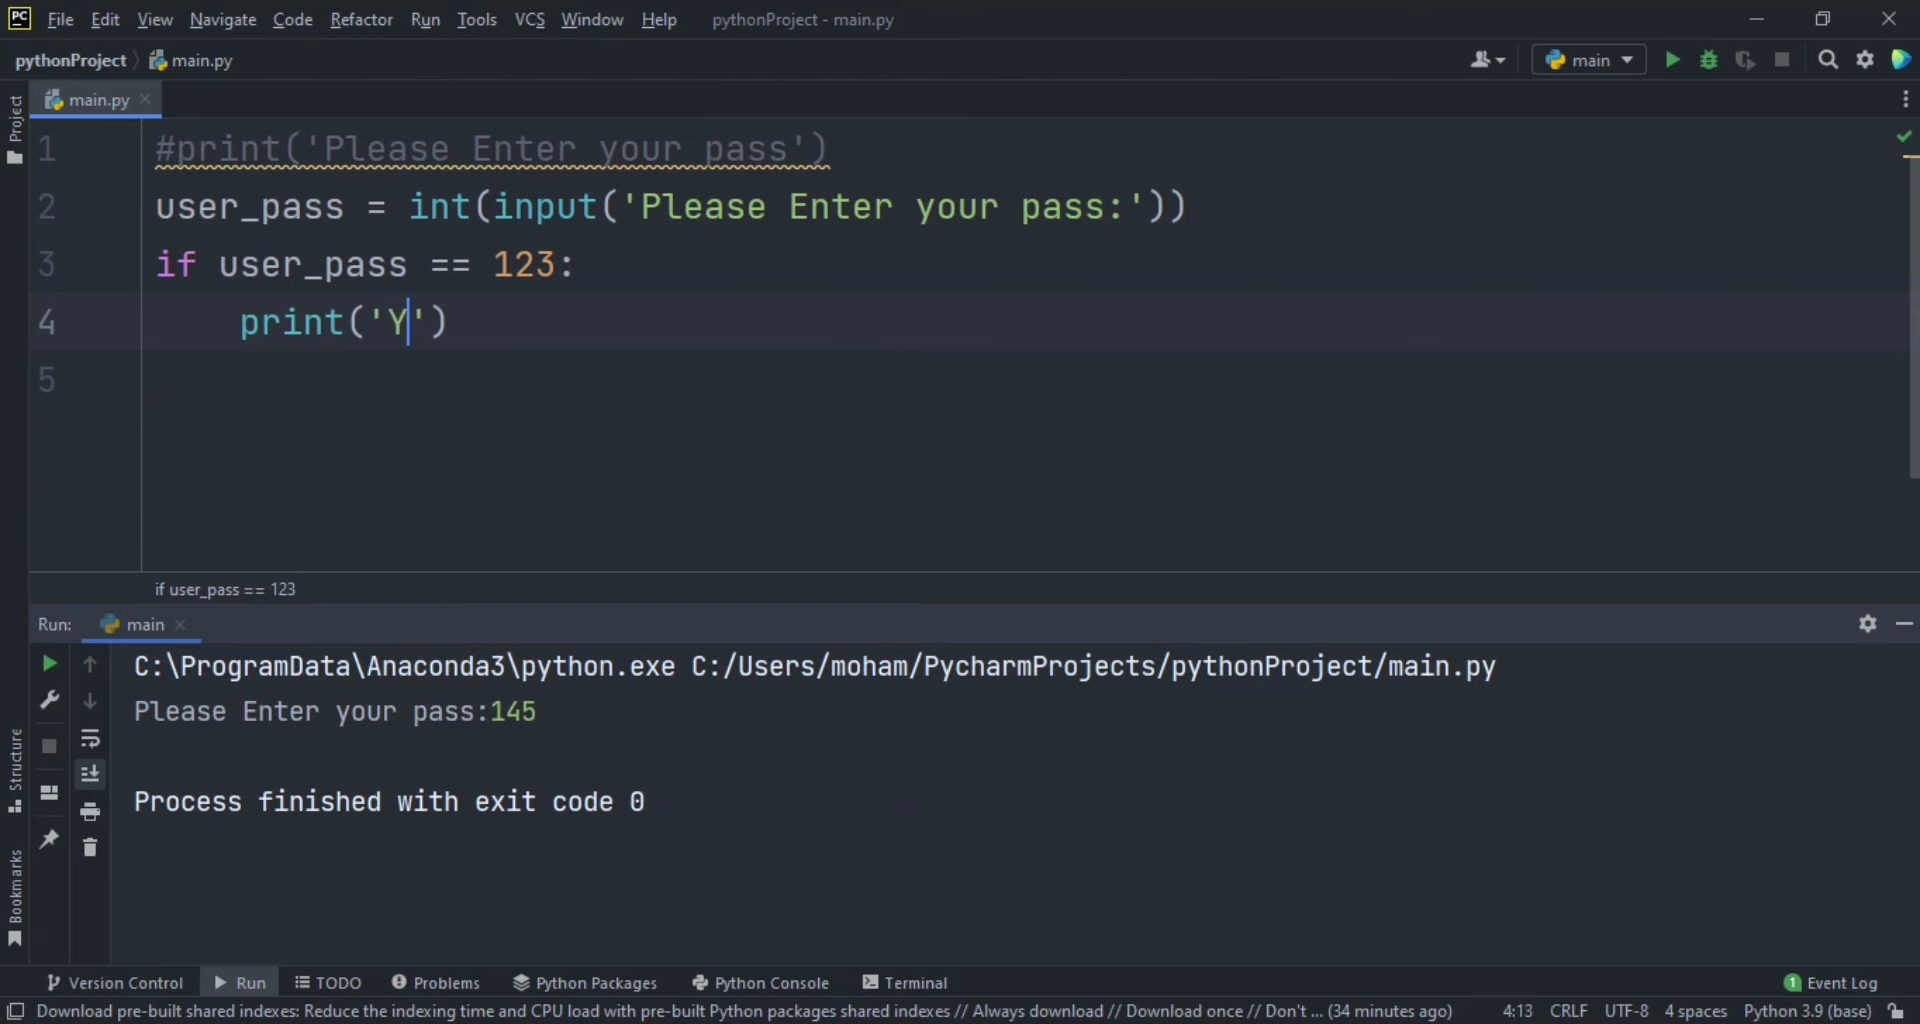 PC File Edit View Navigate Code Refactor Run Tools VCS Window Help pythonProject - main.py
pythonProject main.py main
Project
main.py
1 #print('Please Enter your pass')
2 user_pass = int(input('Please Enter your pass:'))
3 if user_pass == 123:
4 print('Y')
5
if user_pass == 123
Run: main
C:\ProgramData\Anaconda3\python.exe C:/Users/moham/PycharmProjects/pythonProject/main.py
Please Enter your pass:145
Process finished with exit code 0
Structure
Bookmarks
Version Control Run TODO Problems Python Packages Python Console Terminal 1 Event Log
Download pre-built shared indexes: Reduce the indexing time and CPU load with pre-built Python packages shared indexes // Always download // Download once // Don't ... (34 minutes ago) 4:13 CRLF UTF-8 4 spaces Python 3.9 (base)